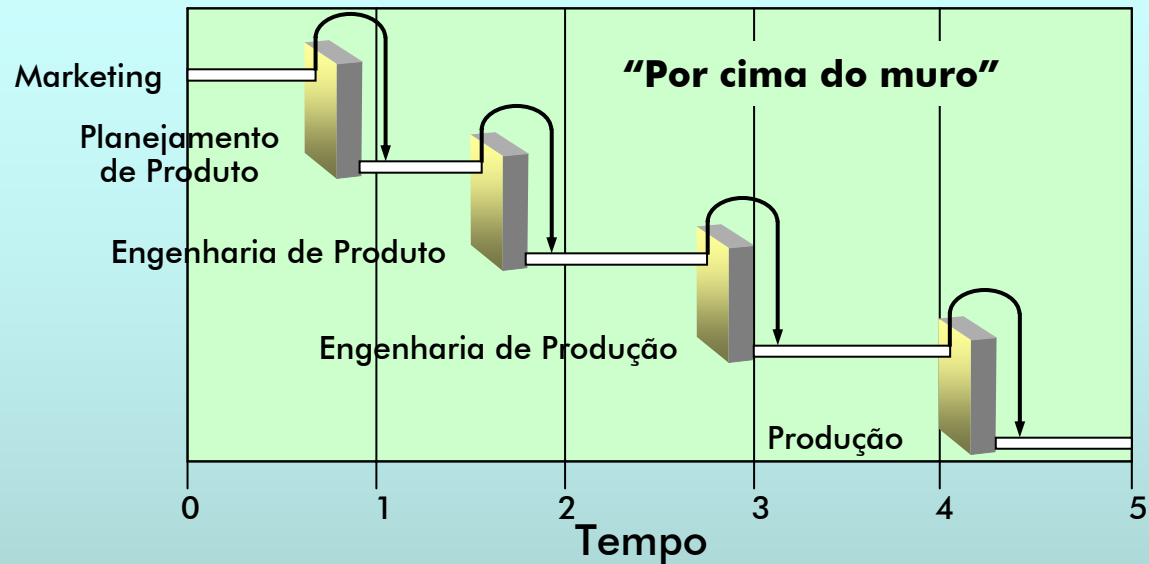 Marketing
“Por cima do muro”
Planejamento
de Produto
Engenharia de Produto
Engenharia de Produção
Produção
0 1 2 3 4 5
Tempo